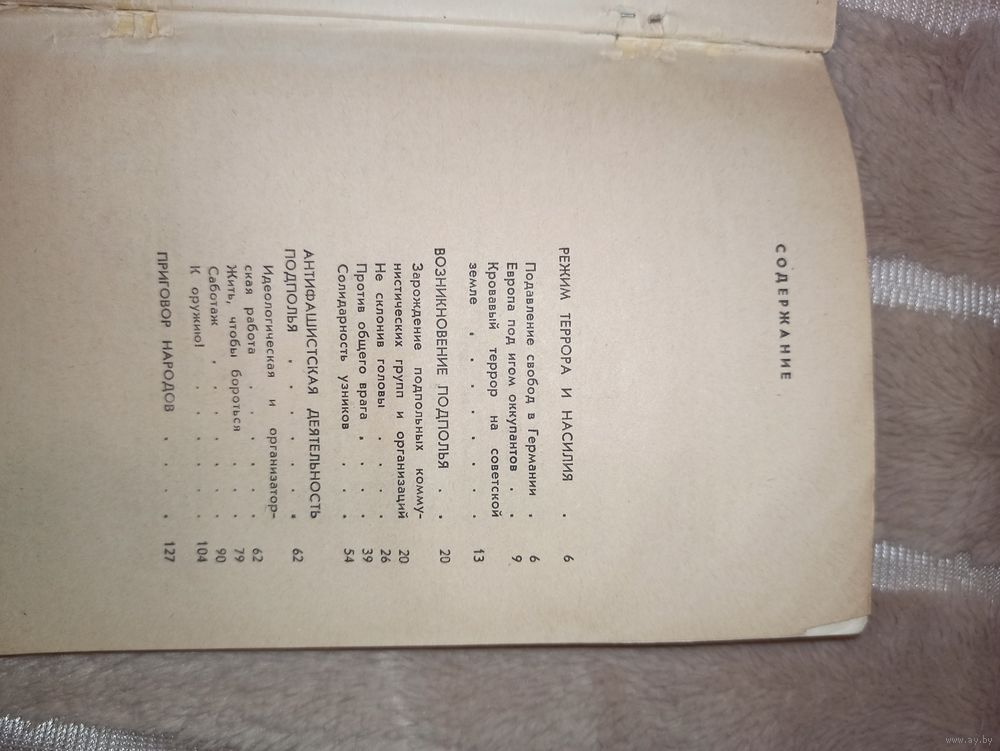 СОДЕРЖАНИЕ
РЕЖИМ ТЕРРОРА И НАСИЛИЯ . 6
Подавление свобод в Германии . 6
Европа под игом оккупантов . . 9
Кровавый террор на советской
земле . . . . . . . 13
ВОЗНИКНОВЕНИЕ ПОДПОЛЬЯ . . 20
Зарождение подпольных комму-
нистических групп и организаций 20
Не склонив головы . . . . 26
Против общего врага . . . . 39
Солидарность узников . . . . 54
АНТИФАШИСТСКАЯ ДЕЯТЕЛЬНОСТЬ
ПОДПОЛЬЯ . . . . . . . 62
Идеологическая и организатор-
ская работа . . . . . . 62
Жить, чтобы бороться . . . . 79
Саботаж . . . . . . . 90
К оружию! . . . . . . . 104
ПРИГОВОР НАРОДОВ . . . . 127
www.ay.by